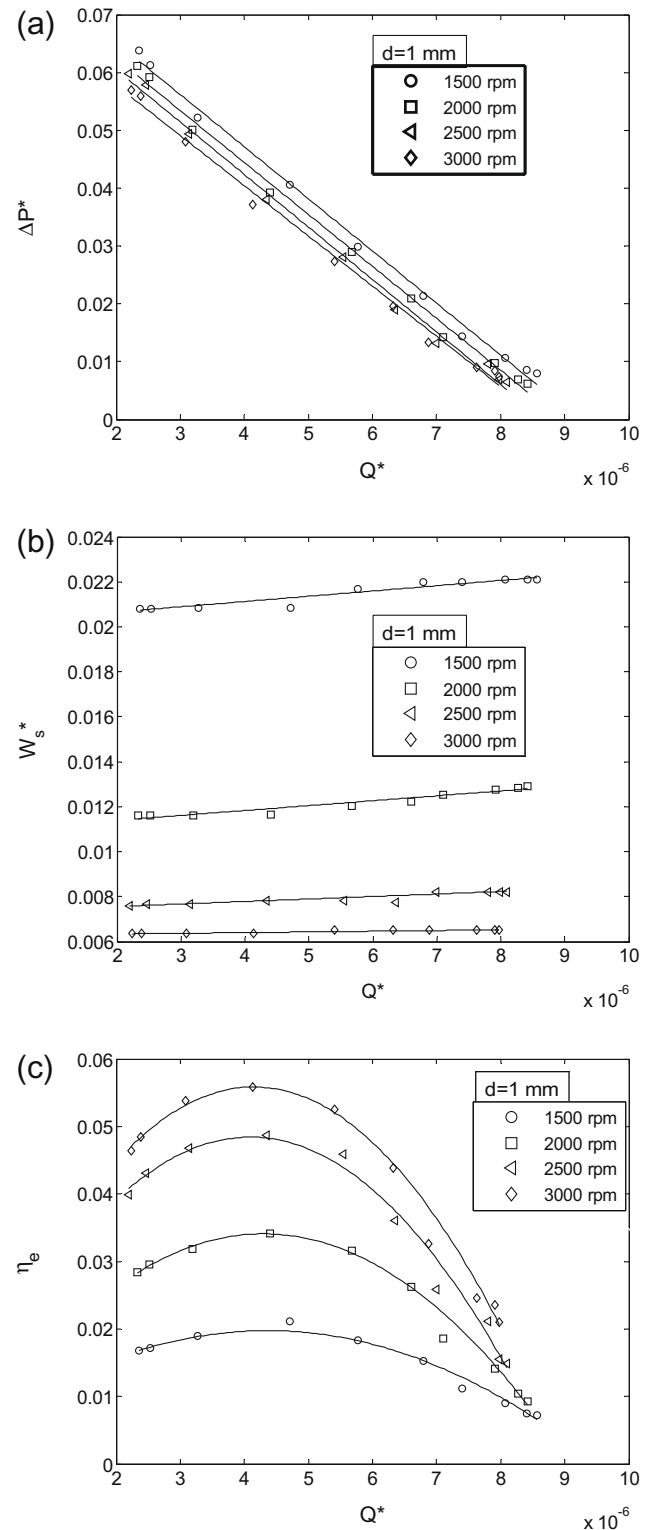 (a)
0.07
0.06
0.05
0.04
0.03
0.02
0.01
0
ΔP*
d=1 mm
1500 rpm
2000 rpm
2500 rpm
3000 rpm
2 3 4 5 6 7 8 9 10
Q*
x 10⁻⁶
(b)
0.024
0.022
0.02
0.018
0.016
0.014
0.012
0.01
0.008
0.006
Wₛ*
d=1 mm
1500 rpm
2000 rpm
2500 rpm
3000 rpm
2 3 4 5 6 7 8 9 10
Q*
x 10⁻⁶
(c)
0.06
0.05
0.04
0.03
0.02
0.01
0
ηₑ
d=1 mm
1500 rpm
2000 rpm
2500 rpm
3000 rpm
2 3 4 5 6 7 8 9 10
Q*
x 10⁻⁶